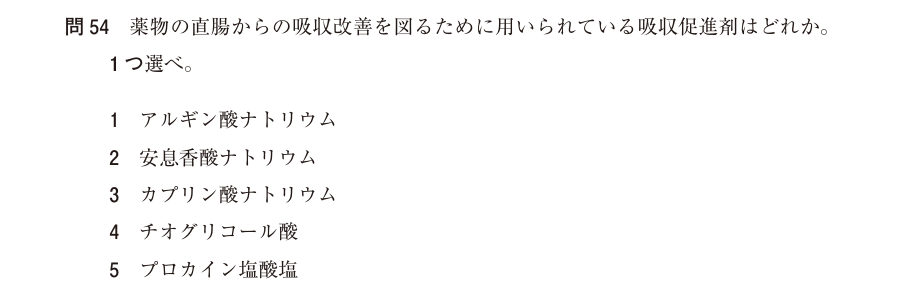 問 54　薬物の直腸からの吸収改善を図るために用いられている吸収促進剤はどれか。
1 つ選べ。
1　アルギン酸ナトリウム
2　安息香酸ナトリウム
3　カプリン酸ナトリウム
4　チオグリコール酸
5　プロカイン塩酸塩